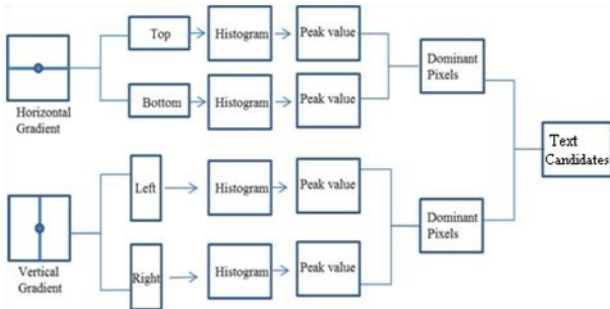 Top
Histogram
Peak value
Bottom
Histogram
Peak value
Horizontal
Gradient
Dominant
Pixels
Left
Histogram
Peak value
Right
Histogram
Peak value
Vertical
Gradient
Dominant
Pixels
Text
Candidates